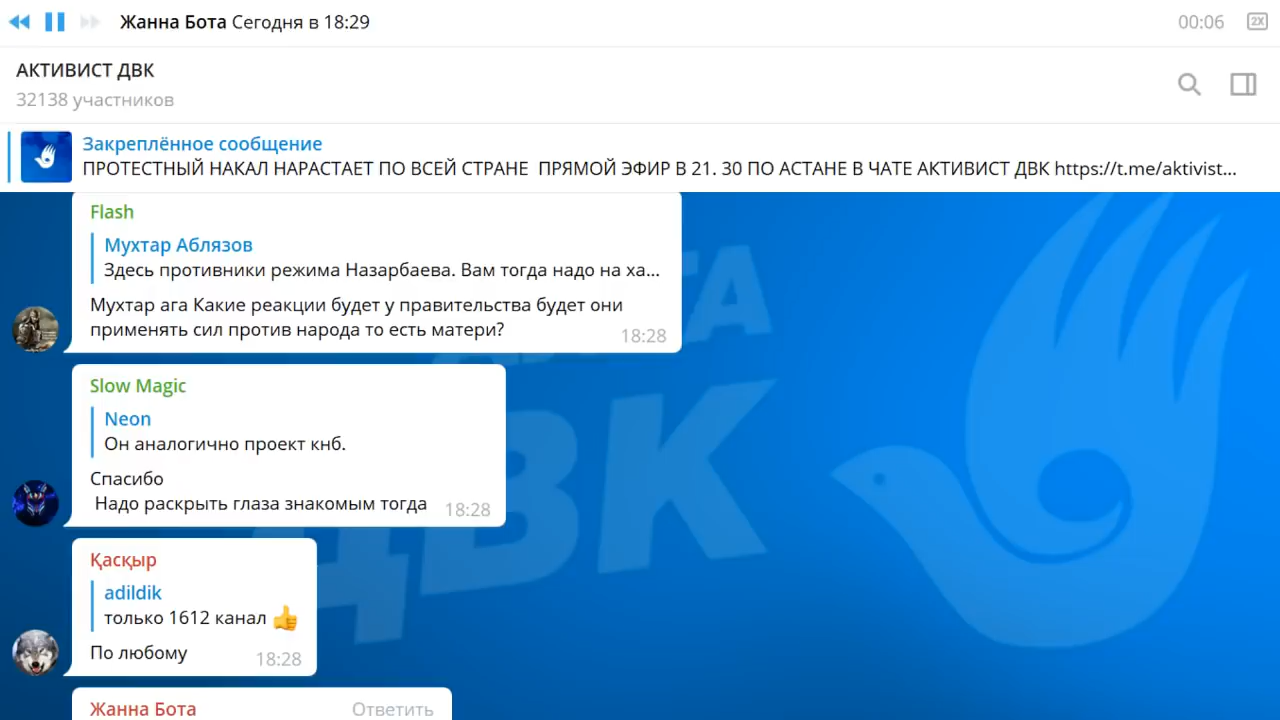 Жанна Бота Сегодня в 18:29
00:06
2X
АКТИВИСТ ДВК
32138 участников
Закреплённое сообщение
ПРОТЕСТНЫЙ НАКАЛ НАРАСТАЕТ ПО ВСЕЙ СТРАНЕ ПРЯМОЙ ЭФИР В 21. 30 ПО АСТАНЕ В ЧАТЕ АКТИВИСТ ДВК https://t.me/aktivist...
Flash
Мухтар Аблязов
Здесь противники режима Назарбаева. Вам тогда надо на ха...
Мухтар ага Какие реакции будет у правительства будет они
применять сил против народа то есть матери?
18:28
Slow Magic
Neon
Он аналогично проект кнб.
Спасибо
Надо раскрыть глаза знакомым тогда
18:28
Қасқыр
adildik
только 1612 канал 👍
По любому
18:28
Жанна Бота
Ответить
ДВК